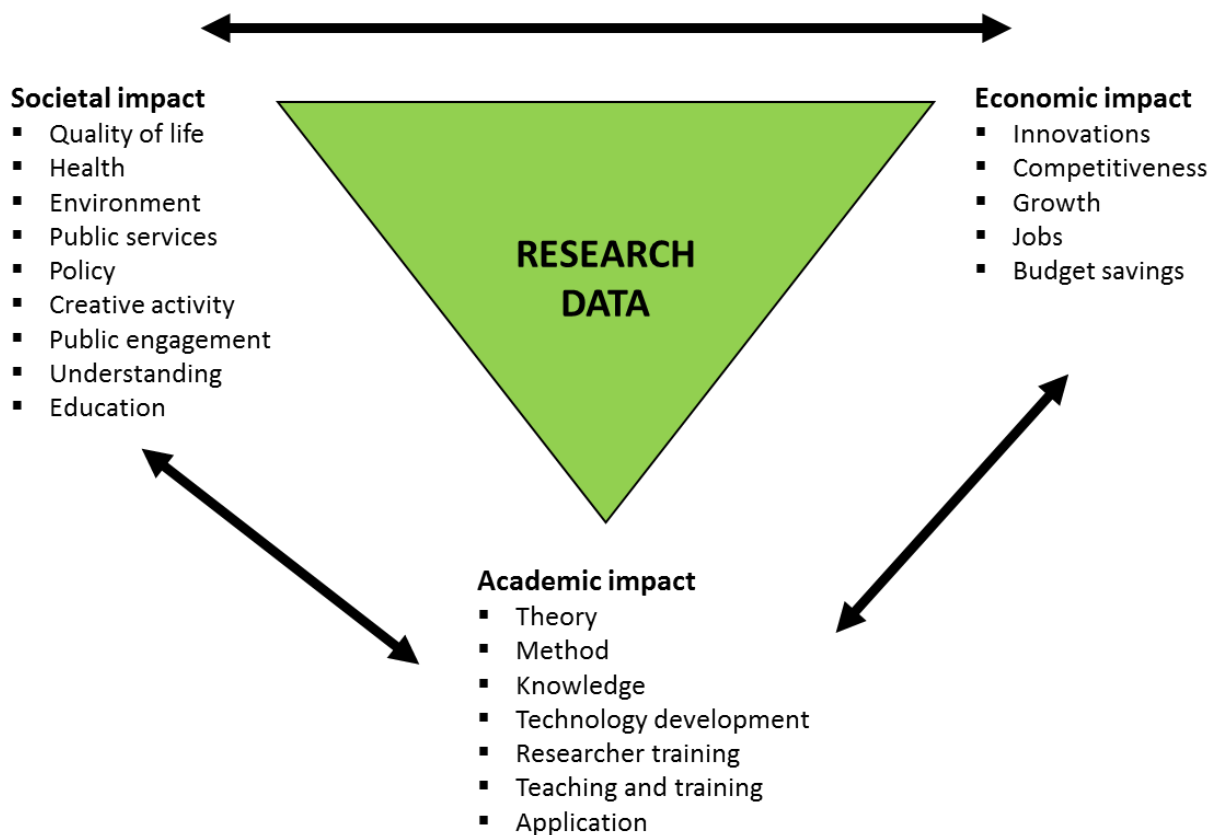 Societal impact
▪ Quality of life
▪ Health
▪ Environment
▪ Public services
▪ Policy
▪ Creative activity
▪ Public engagement
▪ Understanding
▪ Education
RESEARCH
DATA
Economic impact
▪ Innovations
▪ Competitiveness
▪ Growth
▪ Jobs
▪ Budget savings
Academic impact
▪ Theory
▪ Method
▪ Knowledge
▪ Technology development
▪ Researcher training
▪ Teaching and training
▪ Application